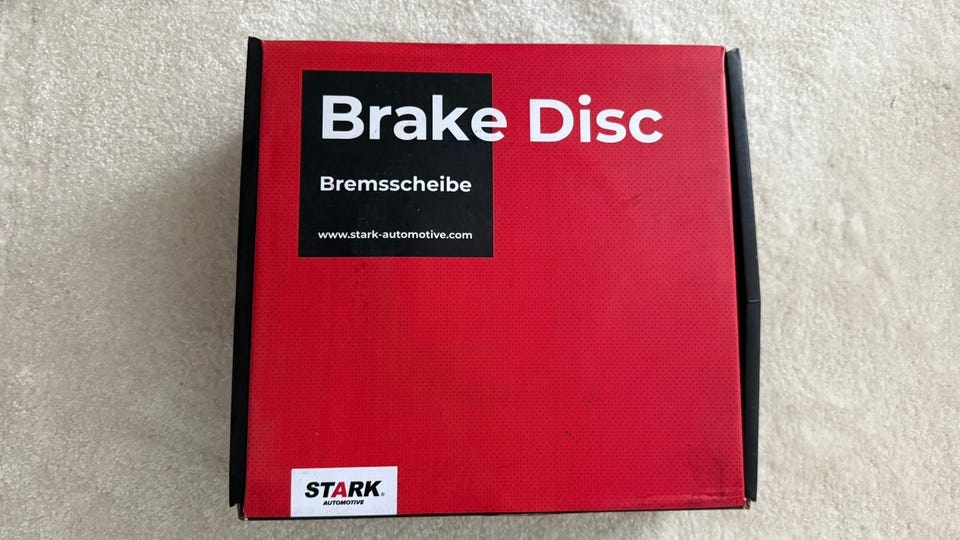 Brake Disc
Bremsscheibe
www.stark-automotive.com
STARK®
AUTOMOTIVE